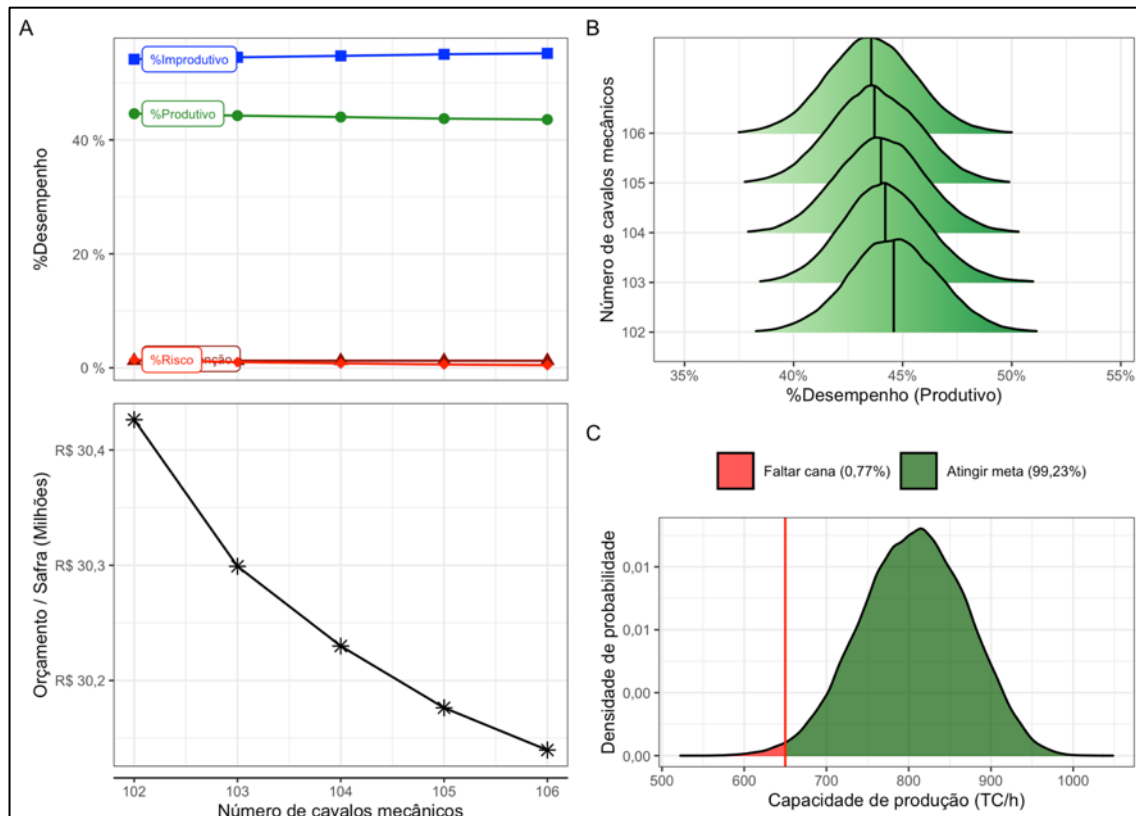 A
%Improdutivo
%Produtivo
40 %
20 %
0 %
%Risco
nção
%Desempenho
R$ 30,4
R$ 30,3
R$ 30,2
Orçamento / Safra (Milhões)
102 103 104 105 106
Número de cavalos mecânicos
B
106
105
104
103
102
Número de cavalos mecânicos
35% 40% 45% 50% 55%
%Desempenho (Produtivo)
C
Faltar cana (0,77%) Atingir meta (99,23%)
0,01
0,01
0,00
0,00
Densidade de probabilidade
500 600 700 800 900 1000
Capacidade de produção (TC/h)